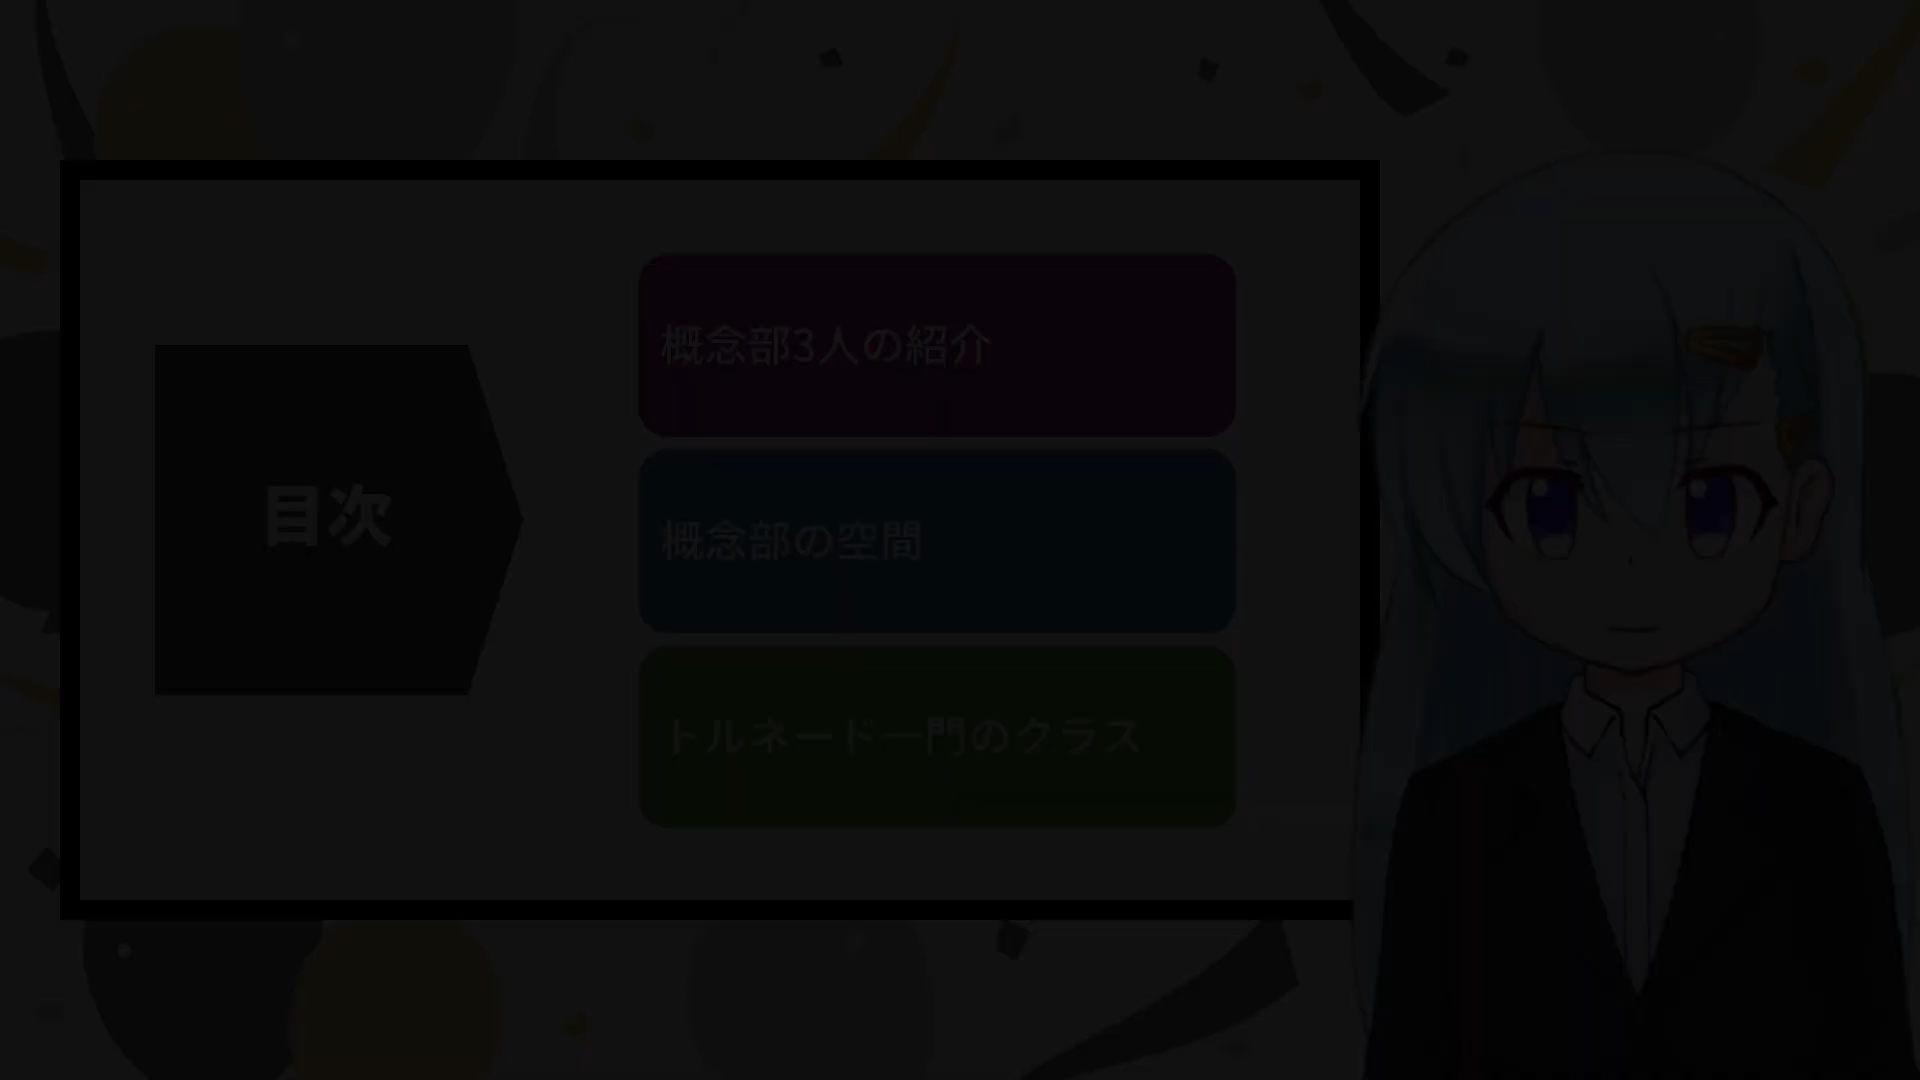 目次
概念部3人の紹介
概念部の空間
トルネード一門のクラス